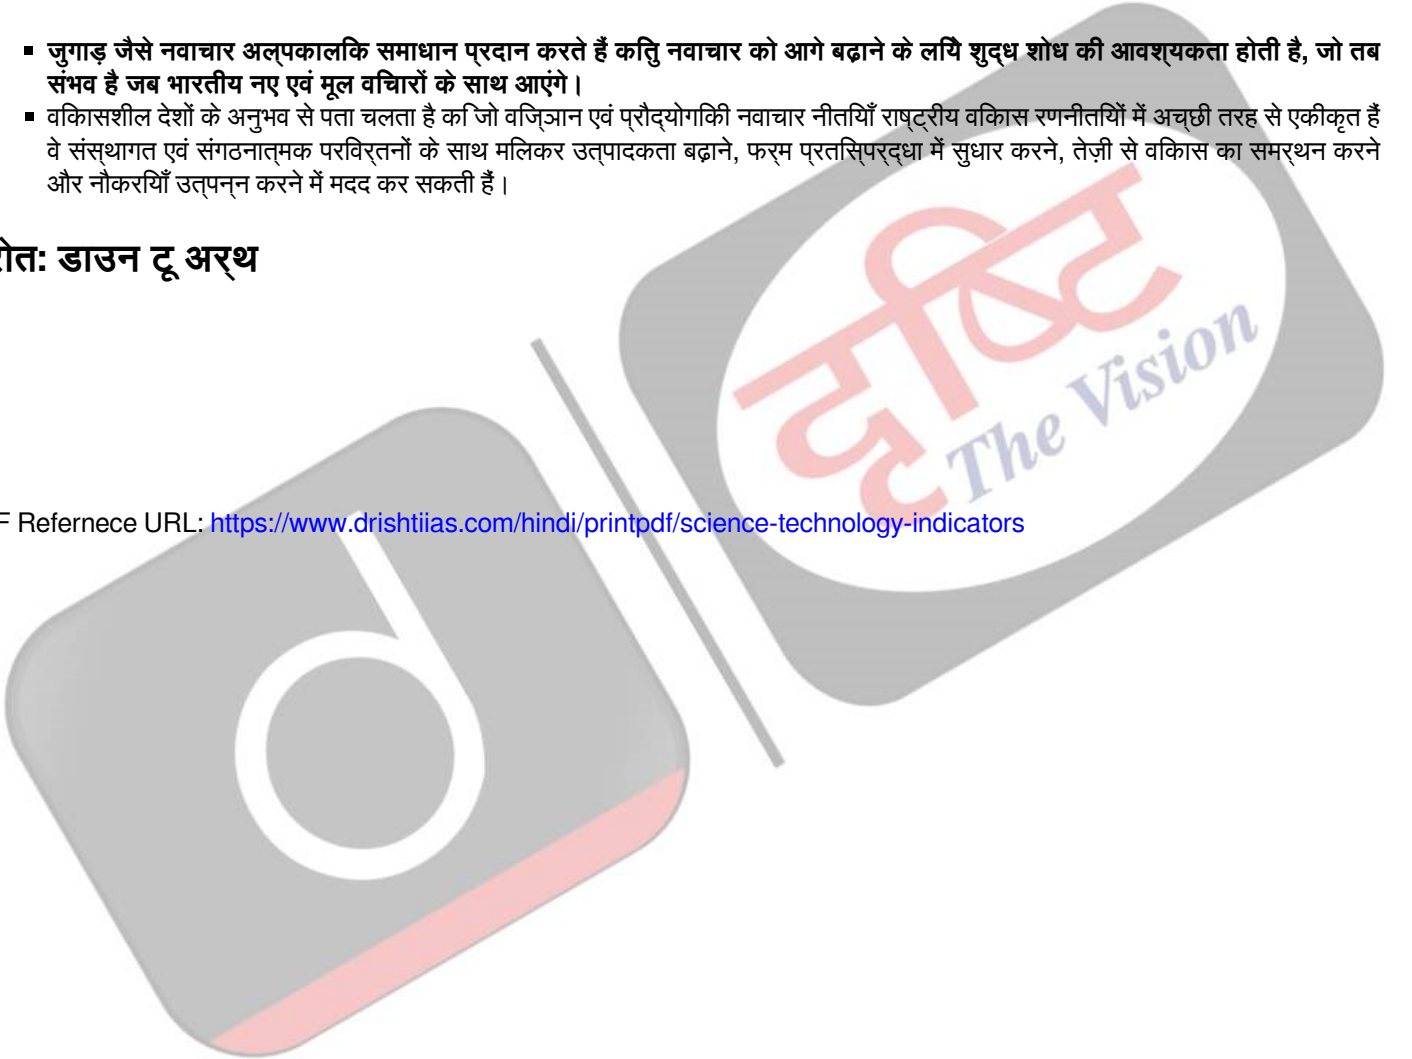 जुगाड़ जैसे नवाचार अल्पकालिक समाधान प्रदान करते हैं किंतु नवाचार को आगे बढ़ाने के लिये शुद्ध शोध की आवश्यकता होती है, जो तब
संभव है जब भारतीय नए एवं मूल विचारों के साथ आएंगे।
विकासशील देशों के अनुभव से पता चलता है कि जो विज्ञान एवं प्रौद्योगिकी नवाचार नीतियाँ राष्ट्रीय विकास रणनीतियों में अच्छी तरह से एकीकृत हैं
वे संस्थागत एवं संगठनात्मक परिवर्तनों के साथ मिलकर उत्पादकता बढ़ाने, फर्म प्रतिस्पर्द्धा में सुधार करने, तेज़ी से विकास का समर्थन करने
और नौकरियाँ उत्पन्न करने में मदद कर सकती हैं।
डाउन टू अर्थ
दृष्टि
The Vision
F Refernece URL: https://www.drishtiias.com/hindi/printpdf/science-technology-indicators